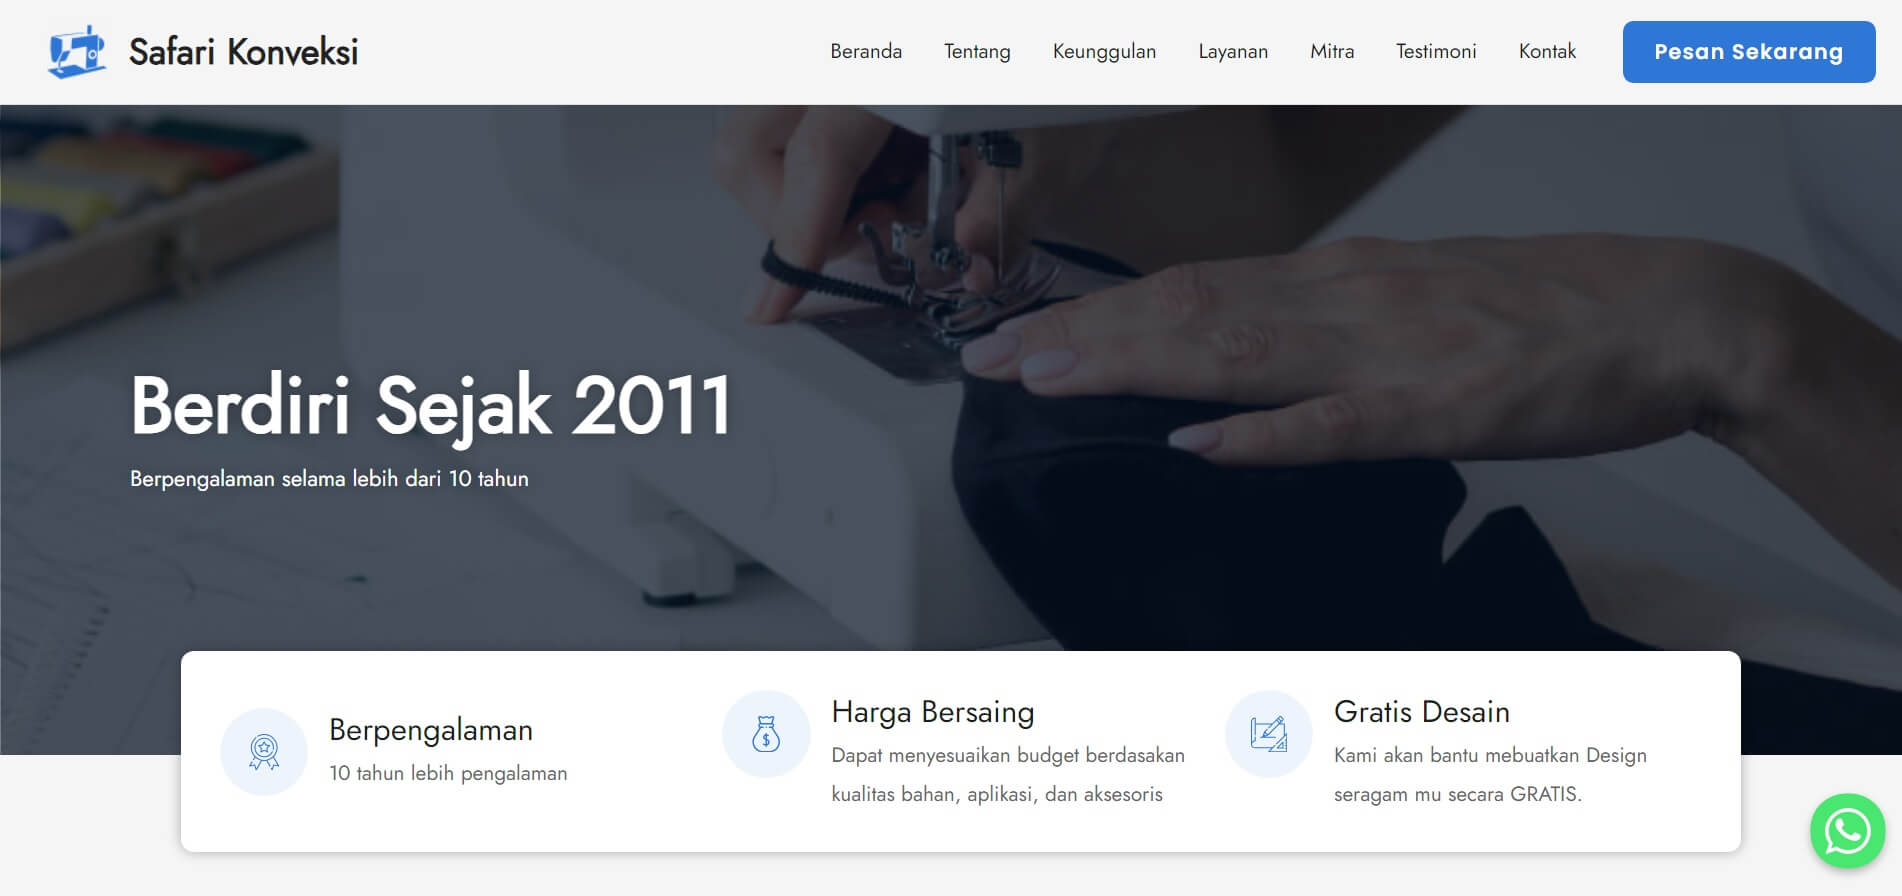 Safari Konveksi
Beranda Tentang Keunggulan Layanan Mitra Testimoni Kontak Pesan Sekarang
Berdiri Sejak 2011
Berpengalaman selama lebih dari 10 tahun
Berpengalaman
10 tahun lebih pengalaman
Harga Bersaing
Dapat menyesuaikan budget berdasakan
kualitas bahan, aplikasi, dan aksesoris
Gratis Desain
Kami akan bantu mebuatkan Design
seragam mu secara GRATIS.